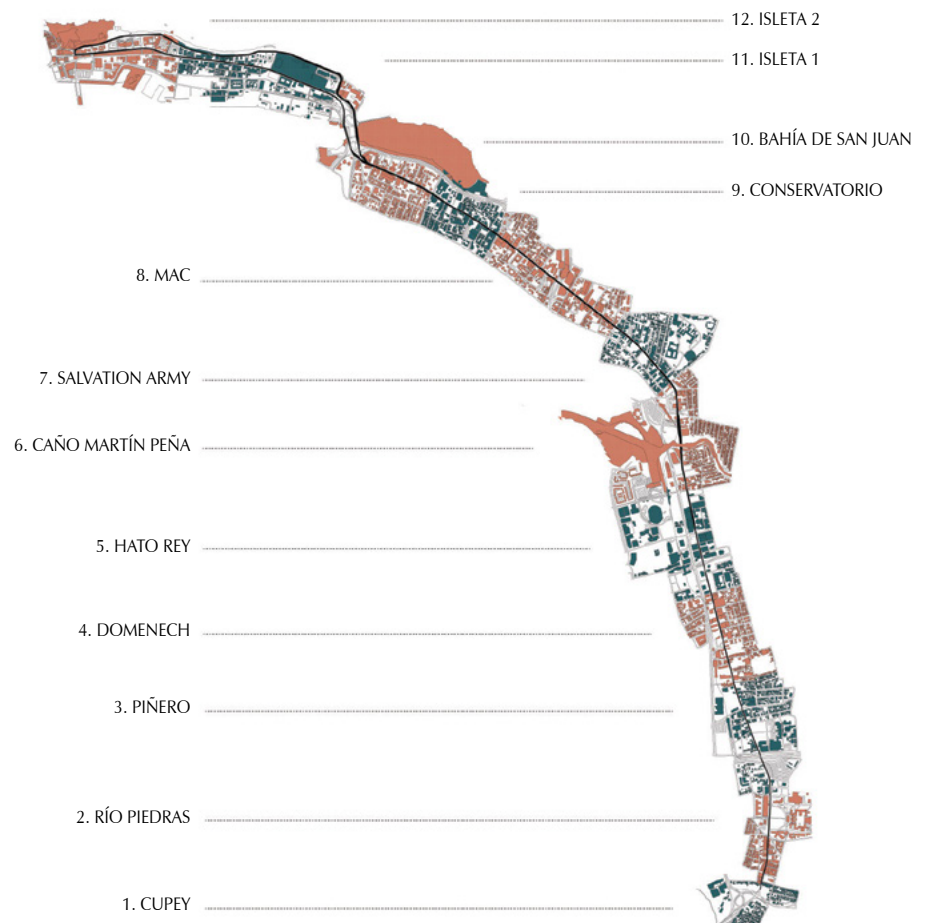 12. ISLETA 2
11. ISLETA 1
10. BAHÍA DE SAN JUAN
9. CONSERVATORIO
8. MAC
7. SALVATION ARMY
6. CAÑO MARTÍN PEÑA
5. HATO REY
4. DOMENECH
3. PIÑERO
2. RÍO PIEDRAS
1. CUPEY